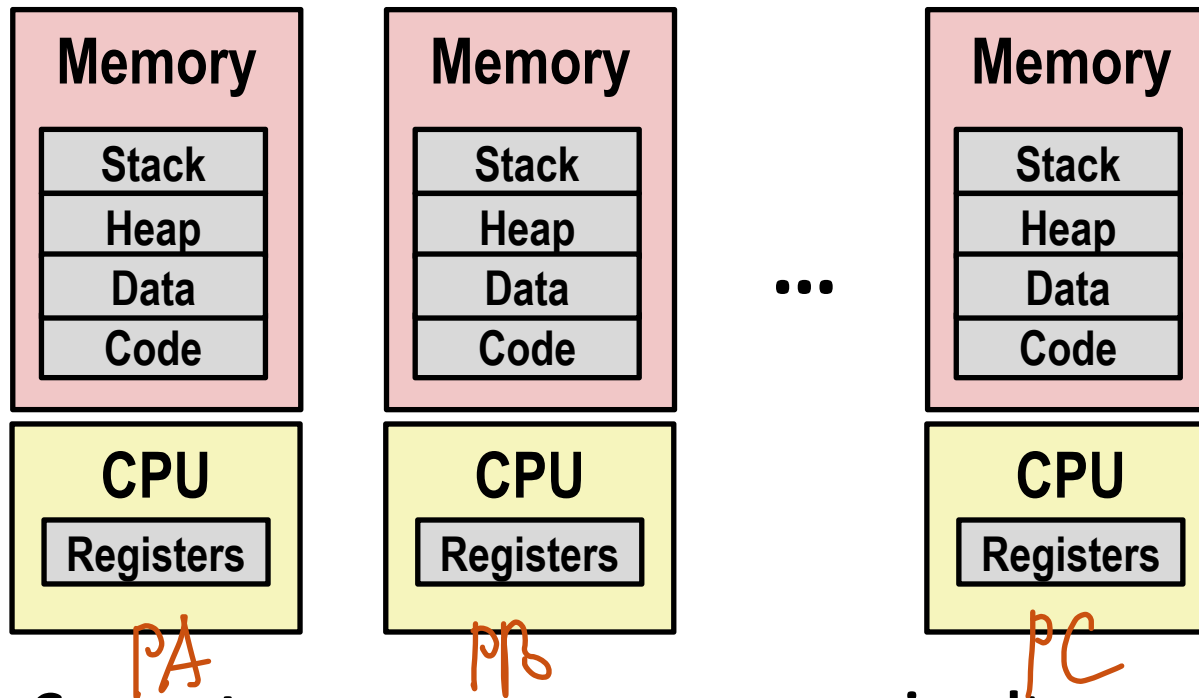 Memory Memory Memory
Stack Stack Stack
Heap Heap Heap
Data Data ... Data
Code Code Code
CPU CPU CPU
Registers Registers Registers
PA PB PC